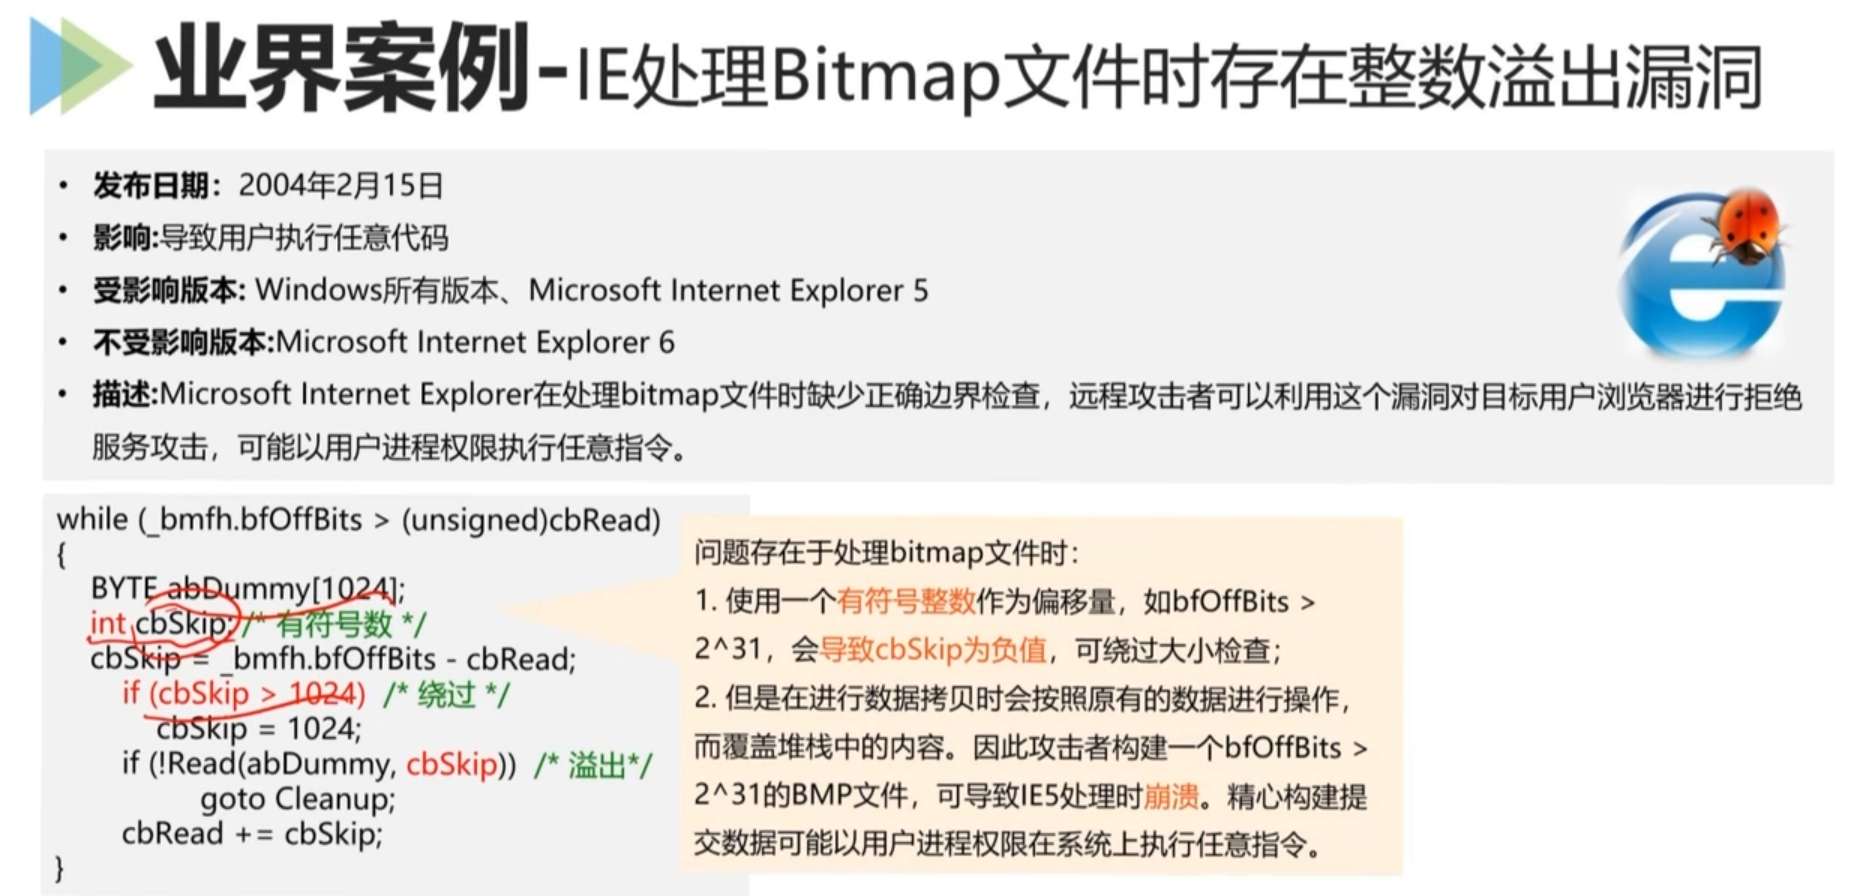 业界案例-IE处理Bitmap文件时存在整数溢出漏洞
• 发布日期：2004年2月15日
• 影响:导致用户执行任意代码
• 受影响版本: Windows所有版本、Microsoft Internet Explorer 5
• 不受影响版本:Microsoft Internet Explorer 6
• 描述:Microsoft Internet Explorer在处理bitmap文件时缺少正确边界检查，远程攻击者可以利用这个漏洞对目标用户浏览器进行拒绝
服务攻击，可能以用户进程权限执行任意指令。
while (_bmfh.bfOffBits > (unsigned)cbRead)
{
BYTE abDummy[1024];
int cbSkip; /* 有符号数 */
cbSkip = _bmfh.bfOffBits - cbRead;
if (cbSkip > 1024) /* 绕过 */
cbSkip = 1024;
if (!Read(abDummy, cbSkip)) /* 溢出*/
goto Cleanup;
cbRead += cbSkip;
}
问题存在于处理bitmap文件时：
1. 使用一个有符号整数作为偏移量，如bfOffBits >
2^31，会导致cbSkip为负值，可绕过大小检查；
2. 但是在进行数据拷贝时会按照原有的数据进行操作，
而覆盖堆栈中的内容。因此攻击者构建一个bfOffBits >
2^31的BMP文件，可导致IE5处理时崩溃。精心构建提
交数据可能以用户进程权限在系统上执行任意指令。